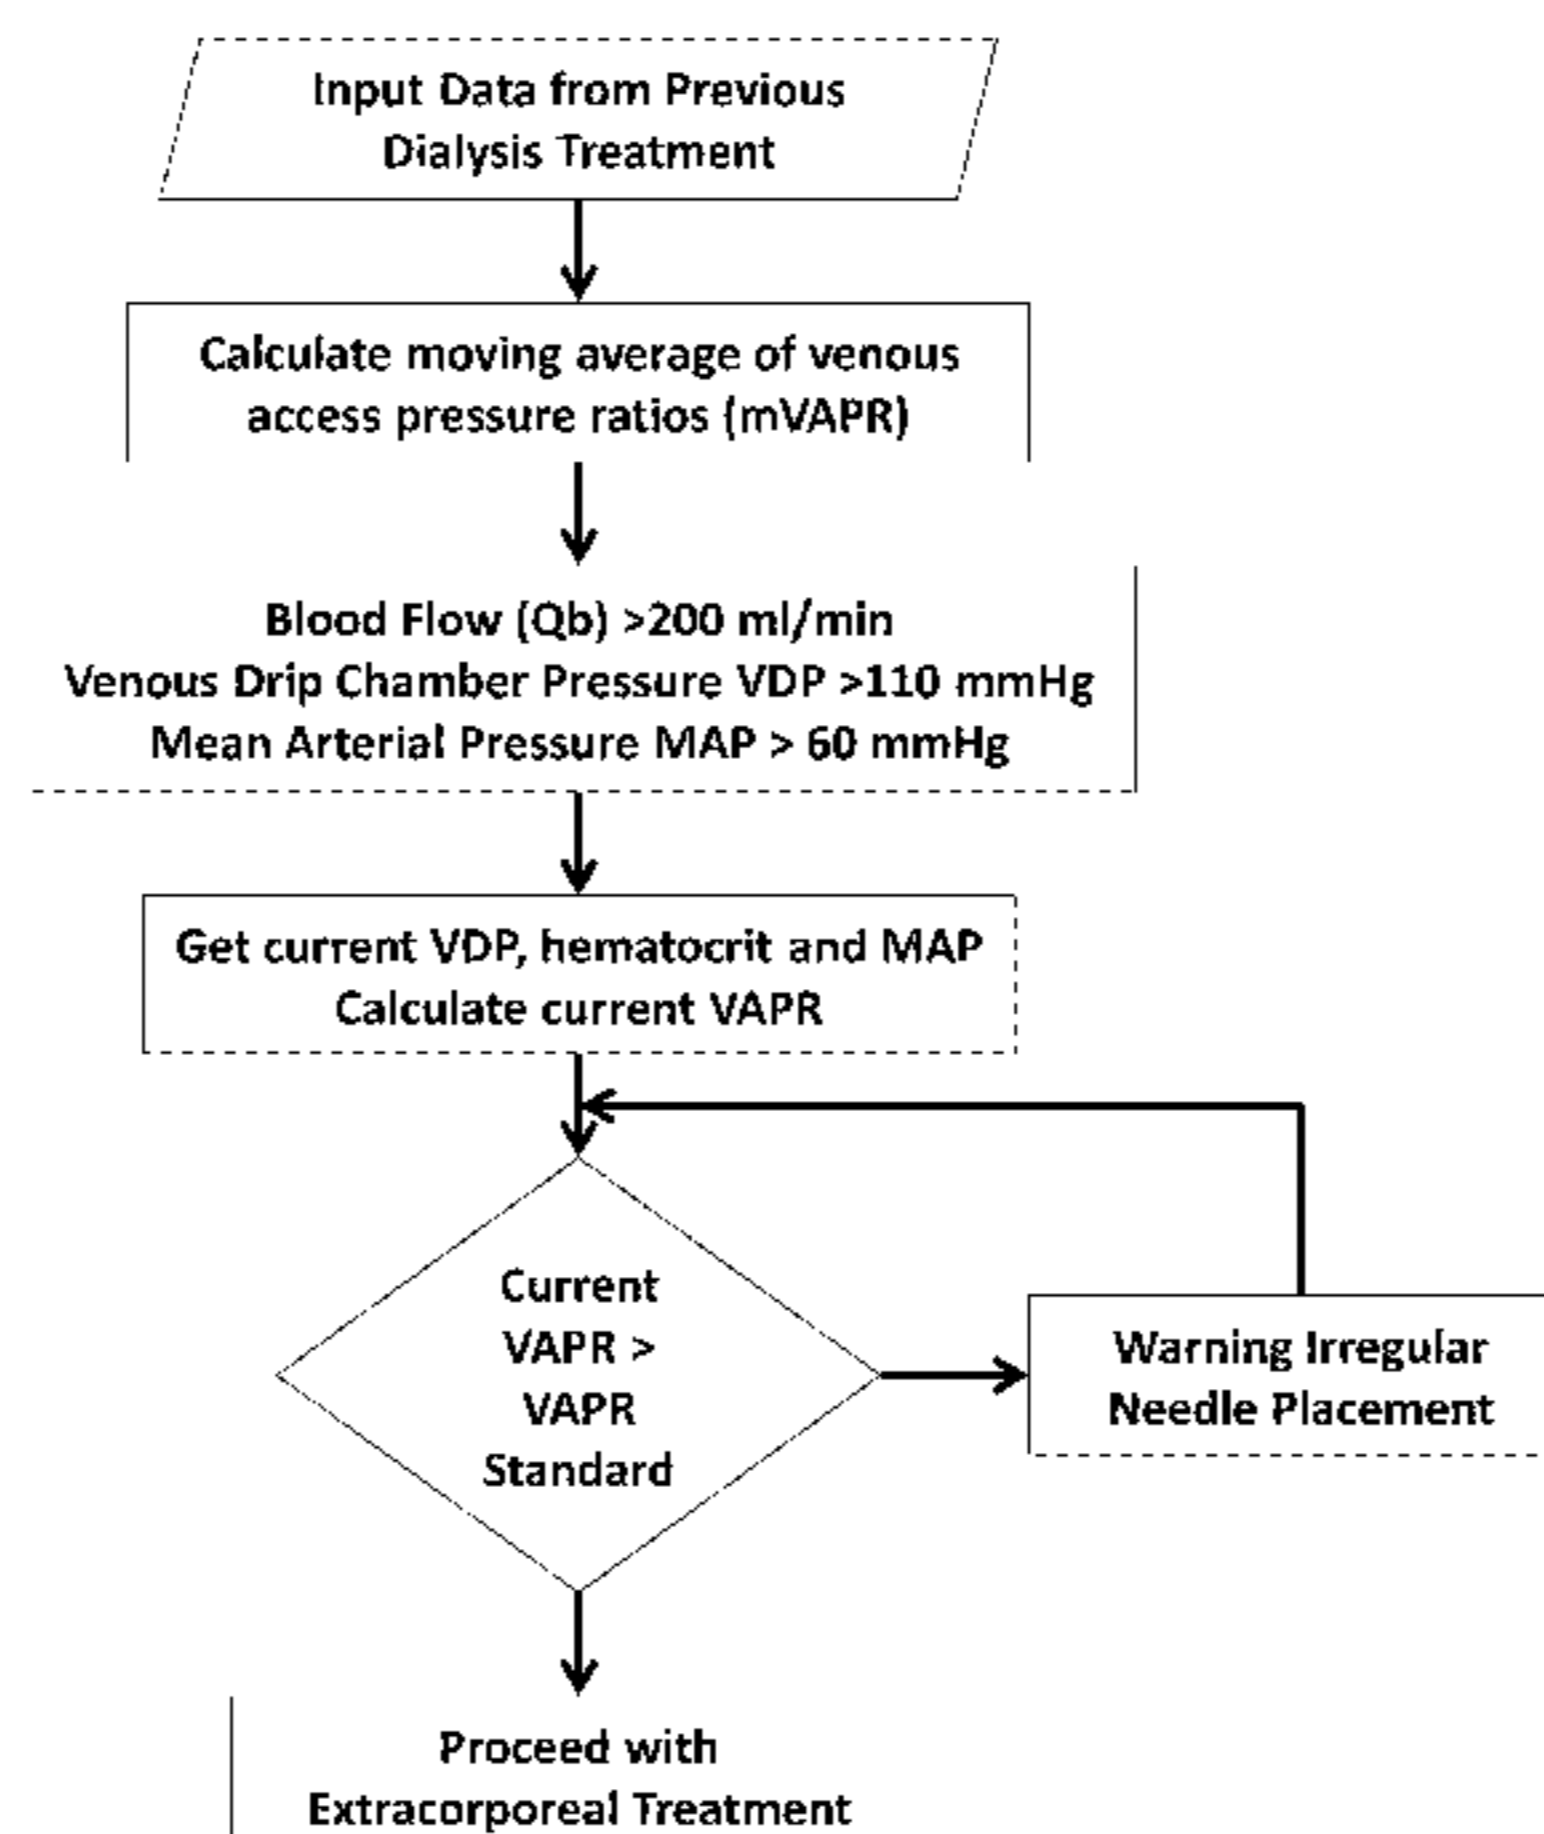 Input Data from Previous
Dialysis Treatment
Calculate moving average of venous
access pressure ratios (mVAPR)
Blood Flow (Qb) >200 ml/min
Venous Drip Chamber Pressure VDP >110 mmHg
Mean Arterial Pressure MAP > 60 mmHg
Get current VDP, hematocrit and MAP
Calculate current VAPR
Current
VAPR >
VAPR
Standard
Warning Irregular
Needle Placement
Proceed with
Extracorporeal Treatment